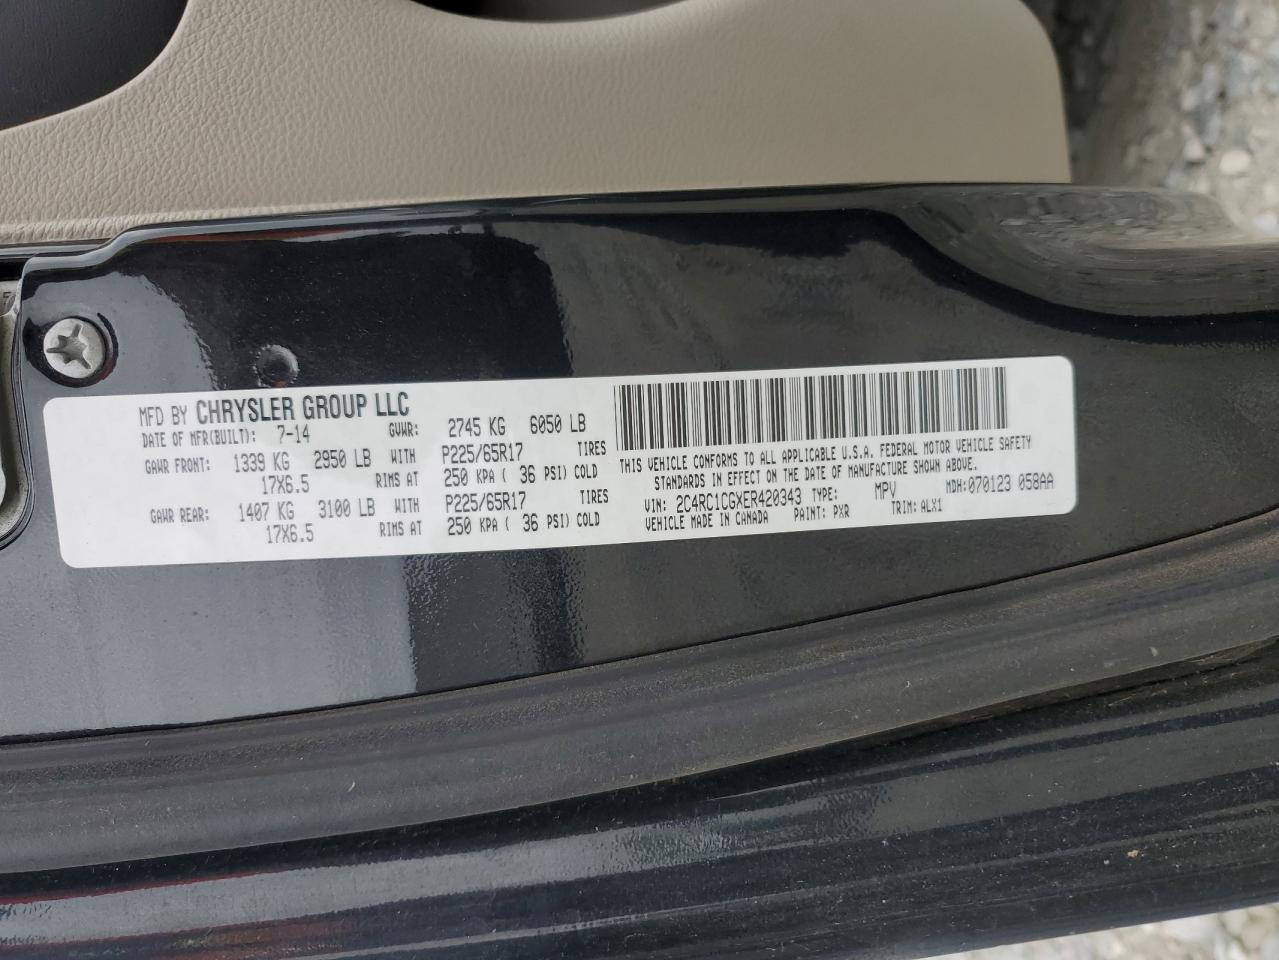 MFD BY CHRYSLER GROUP LLC
DATE OF MFR(BUILT): 7-14 GVWR: 2745 KG 6050 LB
GAWR FRONT: 1339 KG 2950 LB WITH P225/65R17 TIRES
17X6.5 RIMS AT 250 KPA ( 36 PSI) COLD
GAWR REAR: 1407 KG 3100 LB WITH P225/65R17 TIRES
17X6.5 RIMS AT 250 KPA ( 36 PSI) COLD
THIS VEHICLE CONFORMS TO ALL APPLICABLE U.S.A. FEDERAL MOTOR VEHICLE SAFETY
STANDARDS IN EFFECT ON THE DATE OF MANUFACTURE SHOWN ABOVE.
VIN: 2C4RC1CGXER420343 TYPE: MPV MDH: 070123 058AA
VEHICLE MADE IN CANADA PAINT: PXR TRIM: ALX1